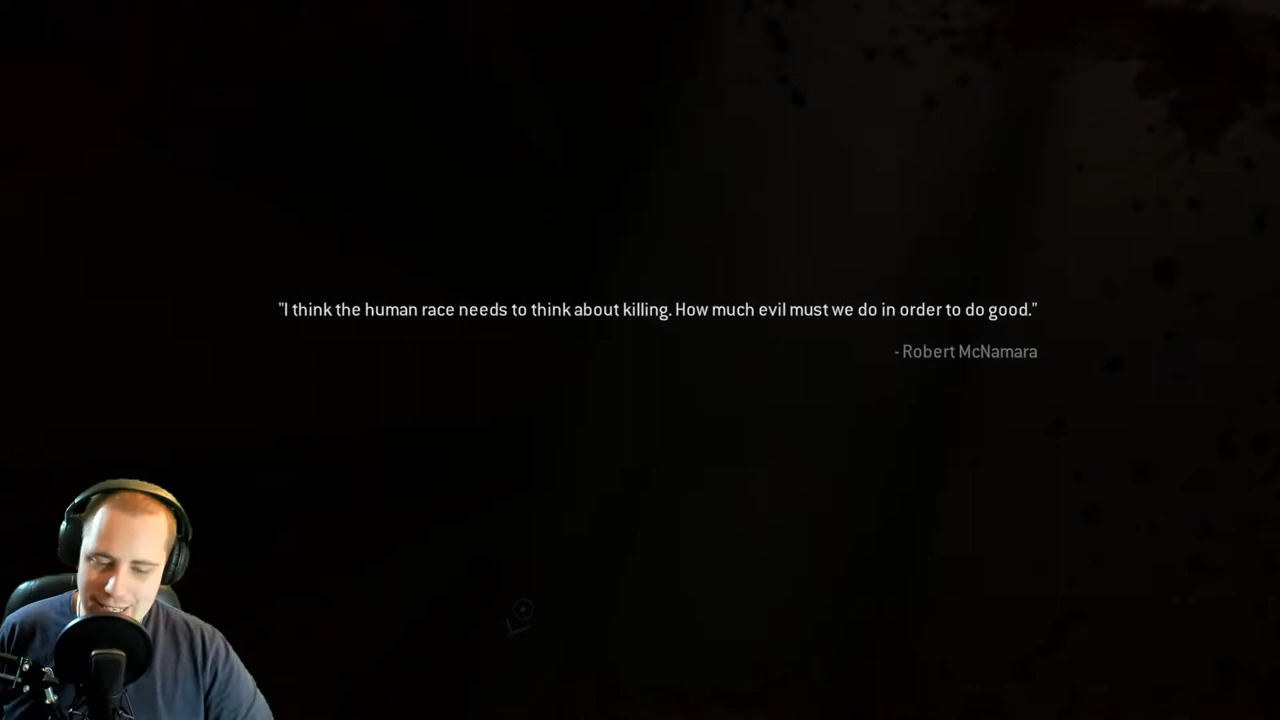 "I think the human race needs to think about killing. How much evil must we do in order to do good."
- Robert McNamara